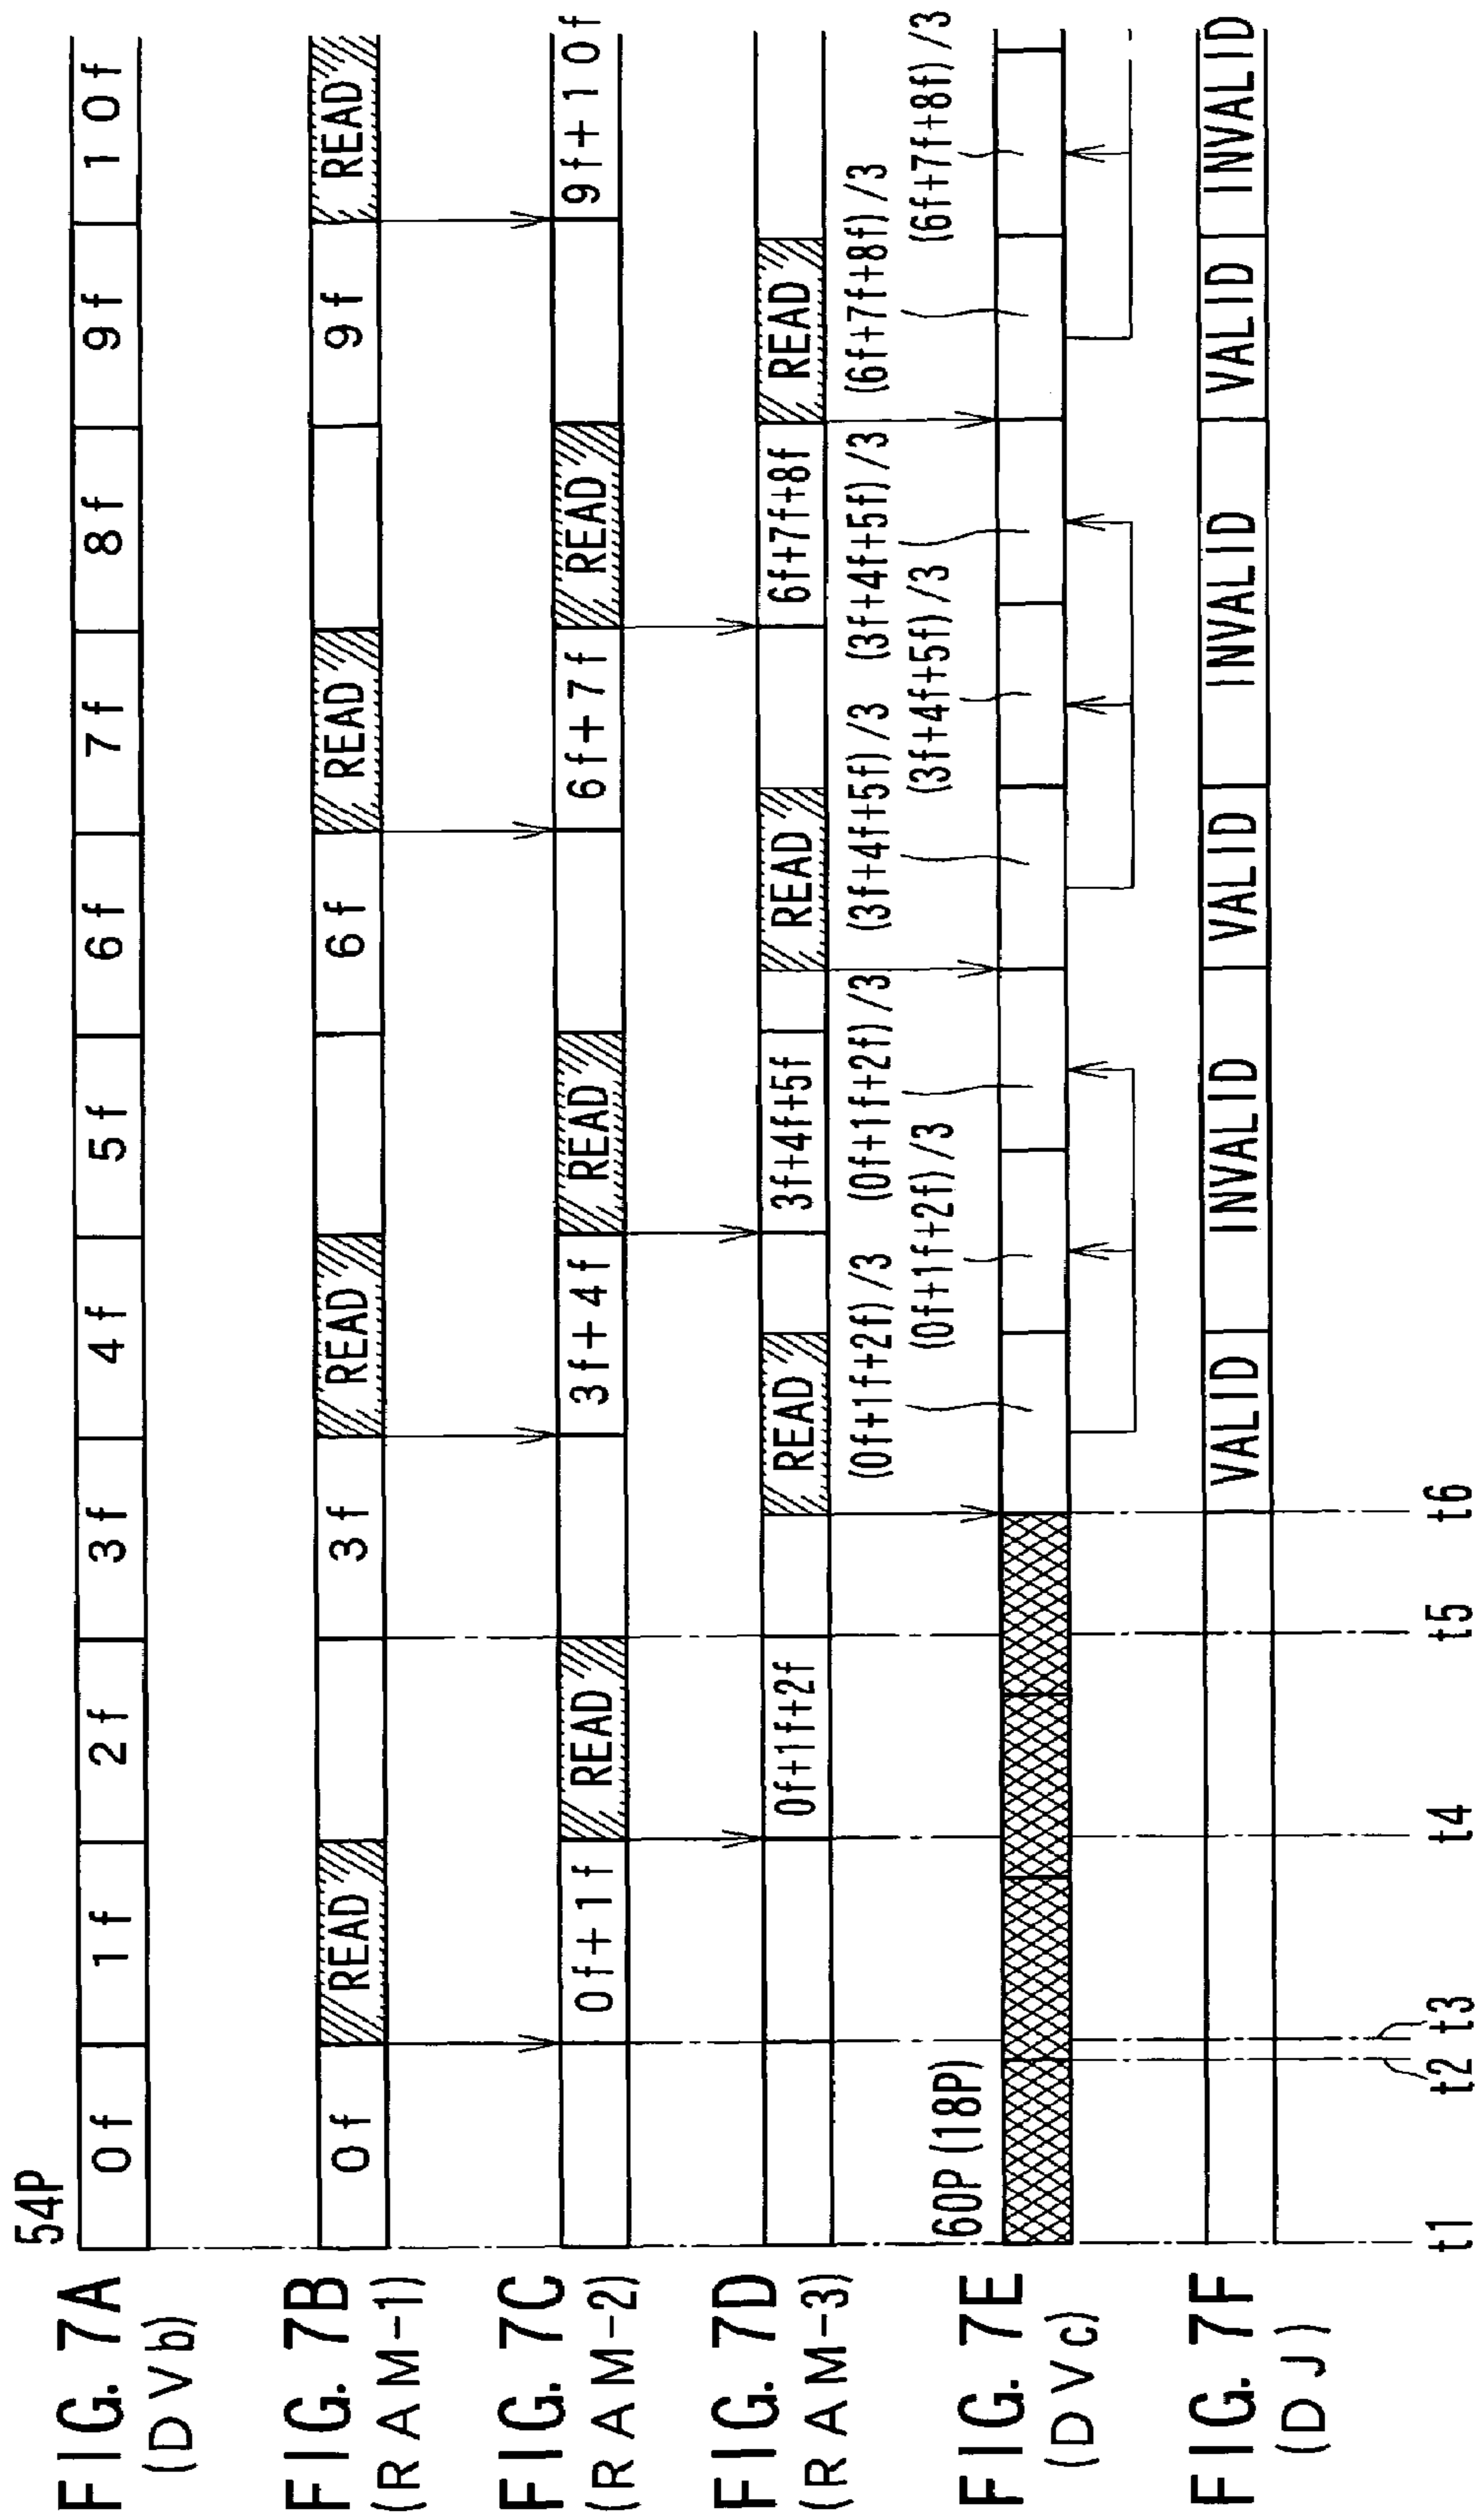 54P
FIG. 7A 0f 1f 2f 3f 4f 5f 6f 7f 8f 9f 10f
(DVb)
FIG. 7B 0f READ 3f READ 6f READ 9f READ
(RAM-1)
FIG. 7C 0f+1f READ 3f+4f READ 6f+7f READ 9f+10f
(RAM-2)
FIG. 7D 0f+1f+2f READ 3f+4f+5f READ 6f+7f+8f READ
(RAM-3)
(0f+1f+2f)/3 (0f+1f+2f)/3 (3f+4f+5f)/3 (3f+4f+5f)/3 (6f+7f+8f)/3
60P(18P) (0f+1f+2f)/3 (3f+4f+5f)/3 (6f+7f+8f)/3
FIG. 7E
(DVc)
FIG. 7F VALID INVALID VALID INVALID VALID INVALID
(DJ)
t1 t2 t3 t4 t5 t6